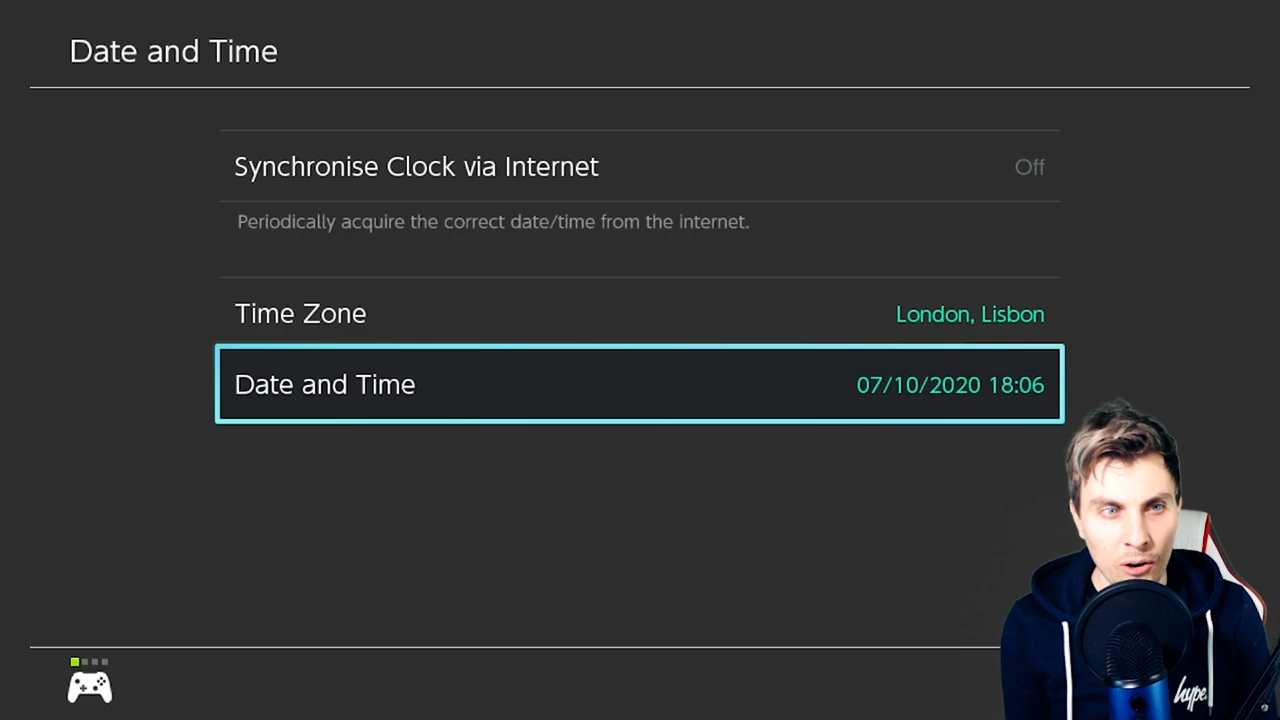 Date and Time
Synchronise Clock via Internet Off
Periodically acquire the correct date/time from the internet.
Time Zone London, Lisbon
Date and Time 07/10/2020 18:06
hype.